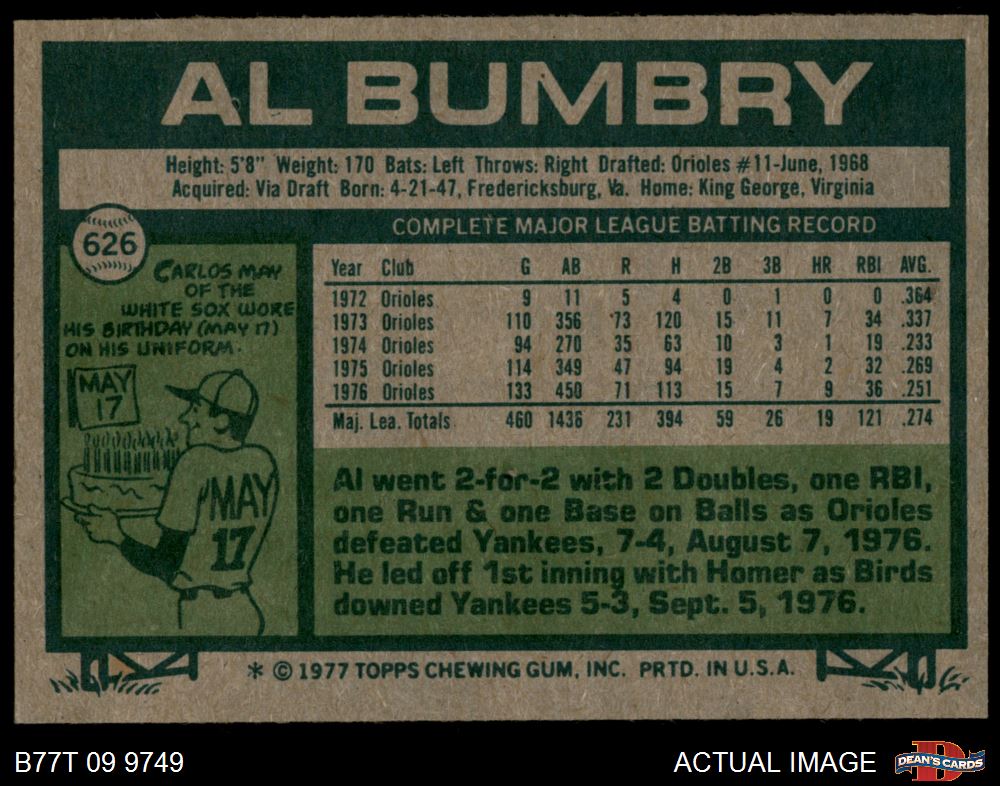 AL BUMBRY
Height: 5'8" Weight: 170 Bats: Left Throws: Right Drafted: Orioles #11-June, 1968
Acquired: Via Draft Born: 4-21-47, Fredericksburg, Va. Home: King George, Virginia
626
CARLOS MAY
OF THE
WHITE SOX WORE
HIS BIRTHDAY (MAY 17)
ON HIS UNIFORM.
MAY
17
MAY
17
COMPLETE MAJOR LEAGUE BATTING RECORD
Year Club G AB R H 2B 3B HR RBI AVG.
1972 Orioles 9 11 5 4 0 1 0 0 .364
1973 Orioles 110 356 73 120 15 11 7 34 .337
1974 Orioles 94 270 35 63 10 3 1 19 .233
1975 Orioles 114 349 47 94 19 4 2 32 .269
1976 Orioles 133 450 71 113 15 7 9 36 .251
Maj. Lea. Totals 460 1436 231 394 59 26 19 121 .274
Al went 2-for-2 with 2 Doubles, one RBI,
one Run & one Base on Balls as Orioles
defeated Yankees, 7-4, August 7, 1976.
He led off 1st inning with Homer as Birds
downed Yankees 5-3, Sept. 5, 1976.
* © 1977 TOPPS CHEWING GUM, INC. PRTD. IN U.S.A.
B77T 09 9749
ACTUAL IMAGE
D
DEAN'S CARDS